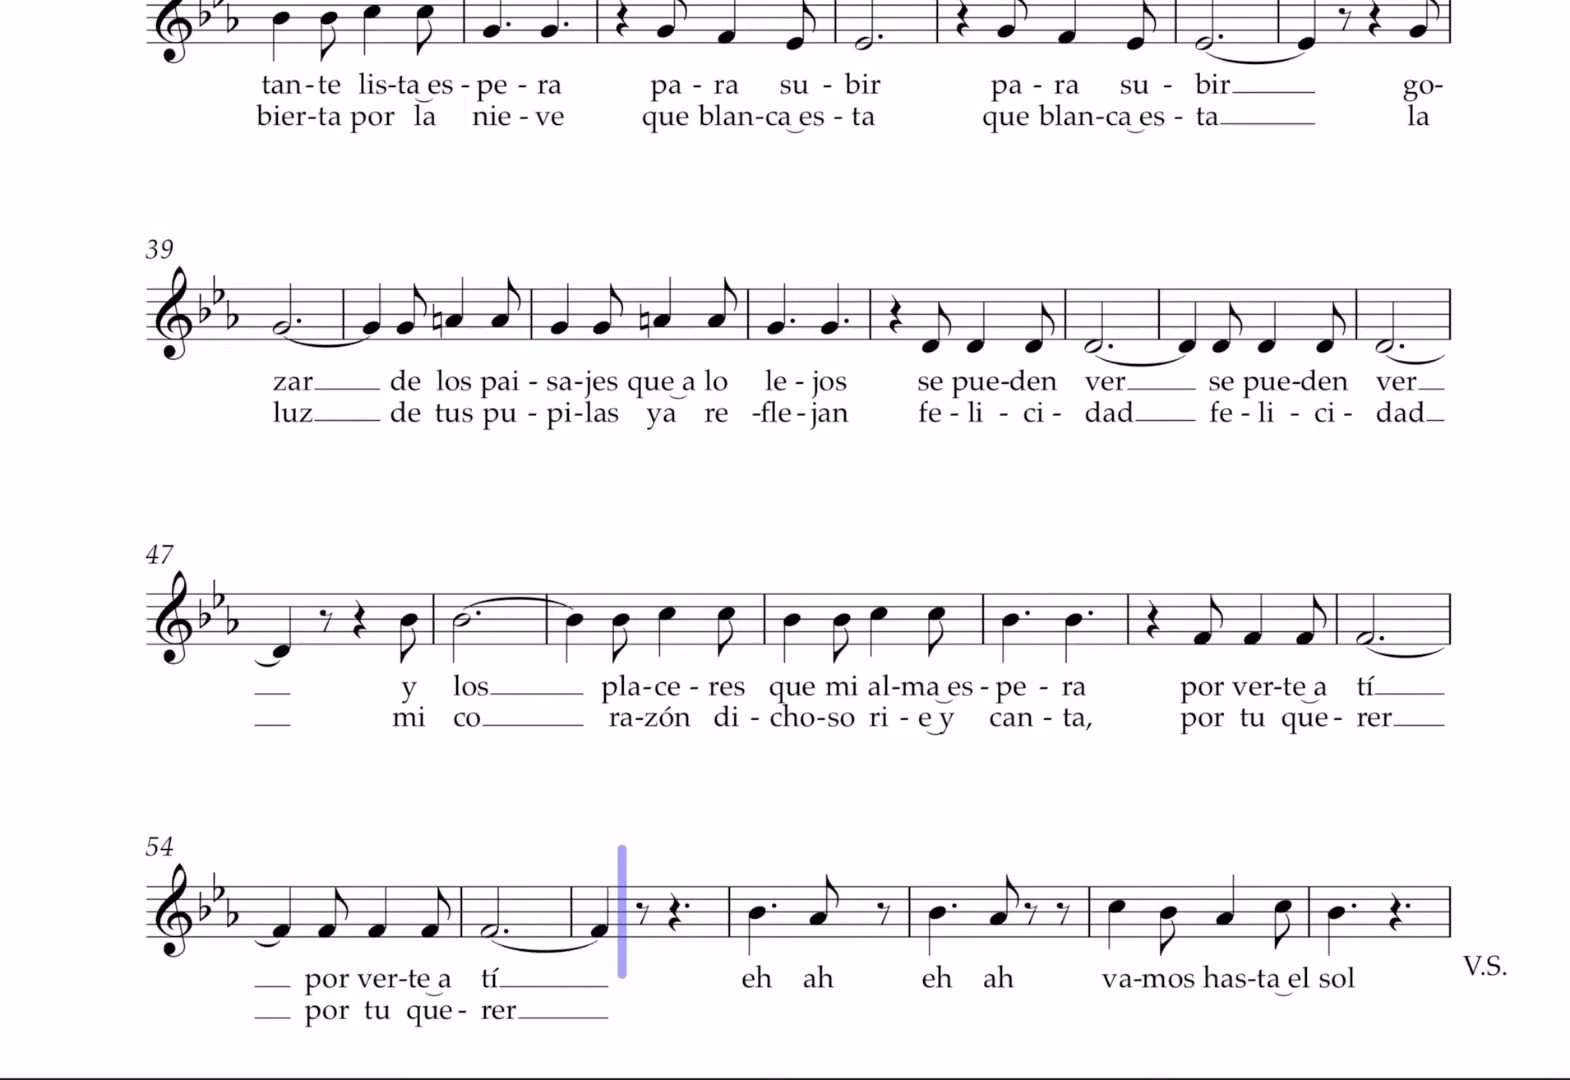 tan-te lis-ta es-pe-ra pa-ra su-bir pa-ra su-bir go-
bier-ta por la nie-ve que blan-ca es-ta que blan-ca es-ta la
39
zar de los pai-sa-jes que a lo le-jos se pue-den ver se pue-den ver
luz de tus pu-pi-las ya re-fle-jan fe-li-ci-dad fe-li-ci-dad
47
y los pla-ce-res que mi al-ma es-pe-ra por ver-te a tí
mi co ra-zón di-cho-so ri-e y can-ta, por tu que-rer
54
por ver-te a tí eh ah eh ah va-mos has-ta el sol V.S.
por tu que-rer